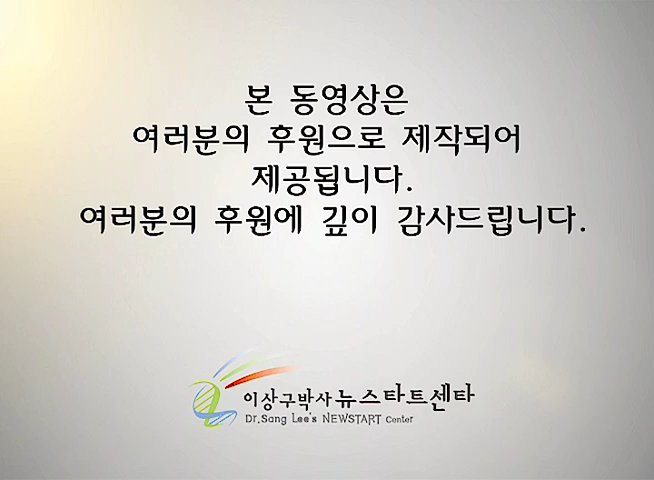 본 동영상은
여러분의 후원으로 제작되어
제공됩니다.
여러분의 후원에 깊이 감사드립니다.
이상구박사 뉴스타트센타
Dr.Sang Lee's NEWSTART Center